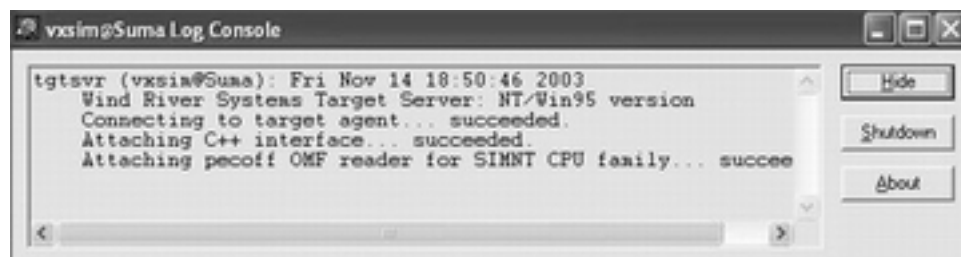 vxsim@Suma Log Console
tgtsvr (vxsim@Suma): Fri Nov 14 18:50:46 2003
Wind River Systems Target Server: NT/Win95 version
Connecting to target agent... succeeded.
Attaching C++ interface... succeeded.
Attaching pecoff OMF reader for SIMNT CPU family... succee
Hide
Shutdown
About